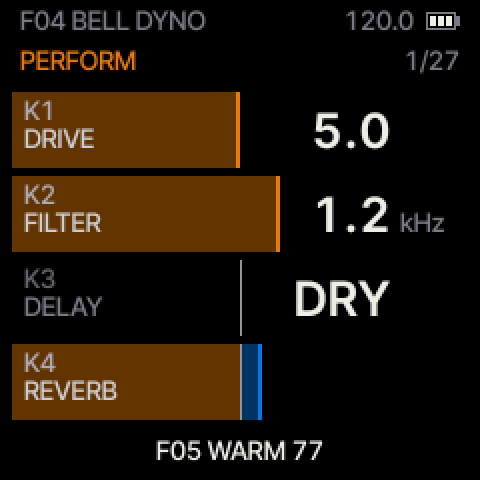 F04 BELL DYNO 120.0
PERFORM 1/27
K1
DRIVE 5.0
K2
FILTER 1.2 kHz
K3
DELAY DRY
K4
REVERB
F05 WARM 77